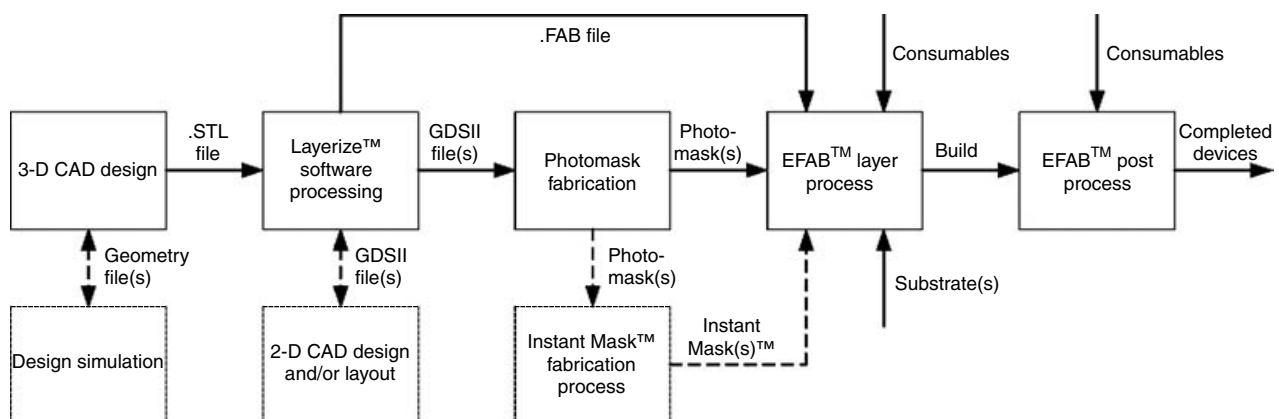 .FAB file
Consumables
Consumables
3-D CAD design
.STL
file
Layerize™
software
processing
GDSII
file(s)
Photomask
fabrication
Photo-
mask(s)
EFAB™ layer
process
Build
EFAB™ post
process
Completed
devices
Geometry
file(s)
GDSII
file(s)
Photo-
mask(s)
Substrate(s)
Design simulation
2-D CAD design
and/or layout
Instant Mask™
fabrication
process
Instant
Mask(s)™